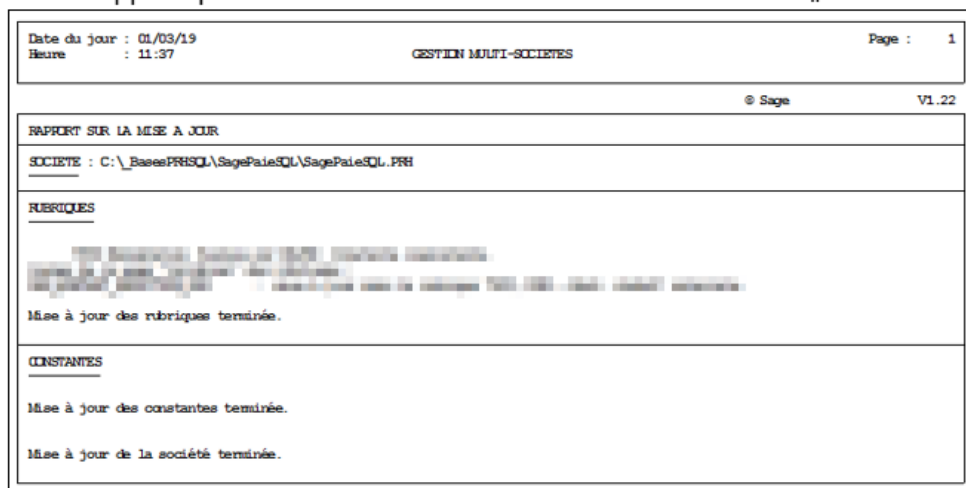 Date du jour : 01/03/19 Page : 1
Heure : 11:37 GESTION MULTI-SOCIETES
© Sage V1.22
RAPPORT SUR LA MISE A JOUR
SOCIETE : C:\_BasesPRHSQL\SagePaieSQL\SagePaieSQL.PRH
RUBRIQUES
Mise à jour des rubriques terminée.
CONSTANTES
Mise à jour des constantes terminée.
Mise à jour de la société terminée.